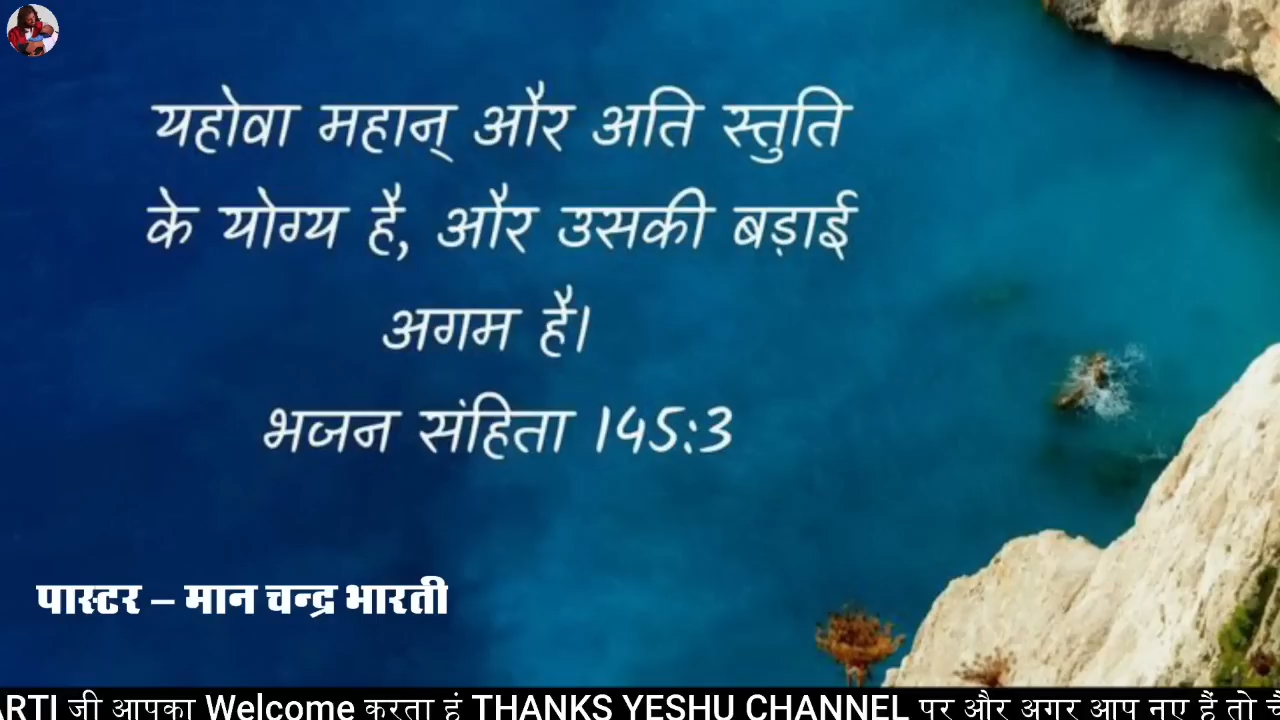 यहोवा महान् और अति स्तुति
के योग्य है, और उसकी बड़ाई
अगम है।
भजन संहिता 145:3
पास्टर – मान चन्द्र भारती
ARTI जी आपका Welcome करता हूं THANKS YESHU CHANNEL पर और अगर आप नए हैं तो